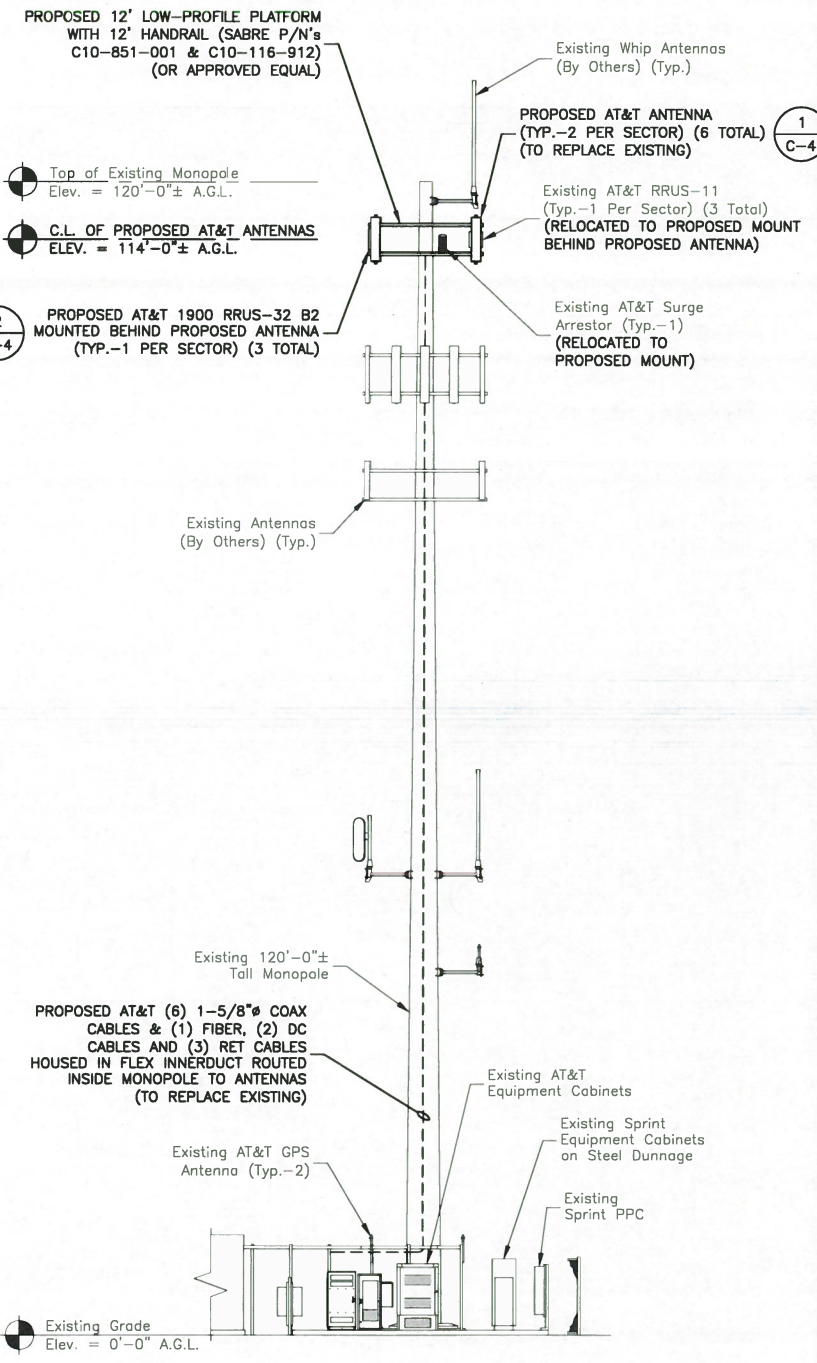 PROPOSED 12' LOW-PROFILE PLATFORM
WITH 12' HANDRAIL (SABRE P/N's
C10-851-001 & C10-116-912)
(OR APPROVED EQUAL)
Existing Whip Antennas
(By Others) (Typ.)
PROPOSED AT&T ANTENNA
(TYP.-2 PER SECTOR) (6 TOTAL)
(TO REPLACE EXISTING)
1
C-4
Top of Existing Monopole
Elev. = 120'-0"± A.G.L.
Existing AT&T RRUS-11
(Typ.-1 Per Sector) (3 Total)
(RELOCATED TO PROPOSED MOUNT
BEHIND PROPOSED ANTENNA)
C.L. OF PROPOSED AT&T ANTENNAS
ELEV. = 114'-0"± A.G.L.
2
-4
PROPOSED AT&T 1900 RRUS-32 B2
MOUNTED BEHIND PROPOSED ANTENNA
(TYP.-1 PER SECTOR) (3 TOTAL)
Existing AT&T Surge
Arrestor (Typ.-1)
(RELOCATED TO
PROPOSED MOUNT)
Existing Antennas
(By Others) (Typ.)
Existing 120'-0"±
Tall Monopole
PROPOSED AT&T (6) 1-5/8"ø COAX
CABLES & (1) FIBER, (2) DC
CABLES AND (3) RET CABLES
HOUSED IN FLEX INNERDUCT ROUTED
INSIDE MONOPOLE TO ANTENNAS
(TO REPLACE EXISTING)
Existing AT&T
Equipment Cabinets
Existing Sprint
Equipment Cabinets
on Steel Dunnage
Existing AT&T GPS
Antenna (Typ.-2)
Existing
Sprint PPC
Existing Grade
Elev. = 0'-0" A.G.L.